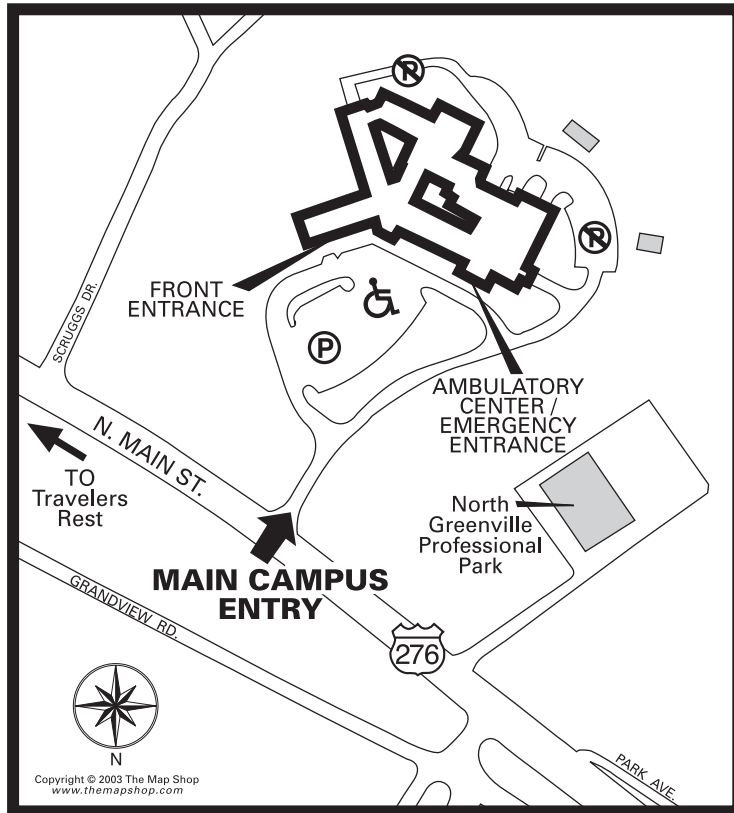 P
P
FRONT
ENTRANCE
SCRUGGS DR.
P
AMBULATORY
CENTER /
EMERGENCY
ENTRANCE
N. MAIN ST.
TO
Travelers
Rest
North
Greenville
Professional
Park
MAIN CAMPUS
ENTRY
GRANDVIEW RD.
276
N
PARK AVE.
Copyright © 2003 The Map Shop
www.themapshop.com